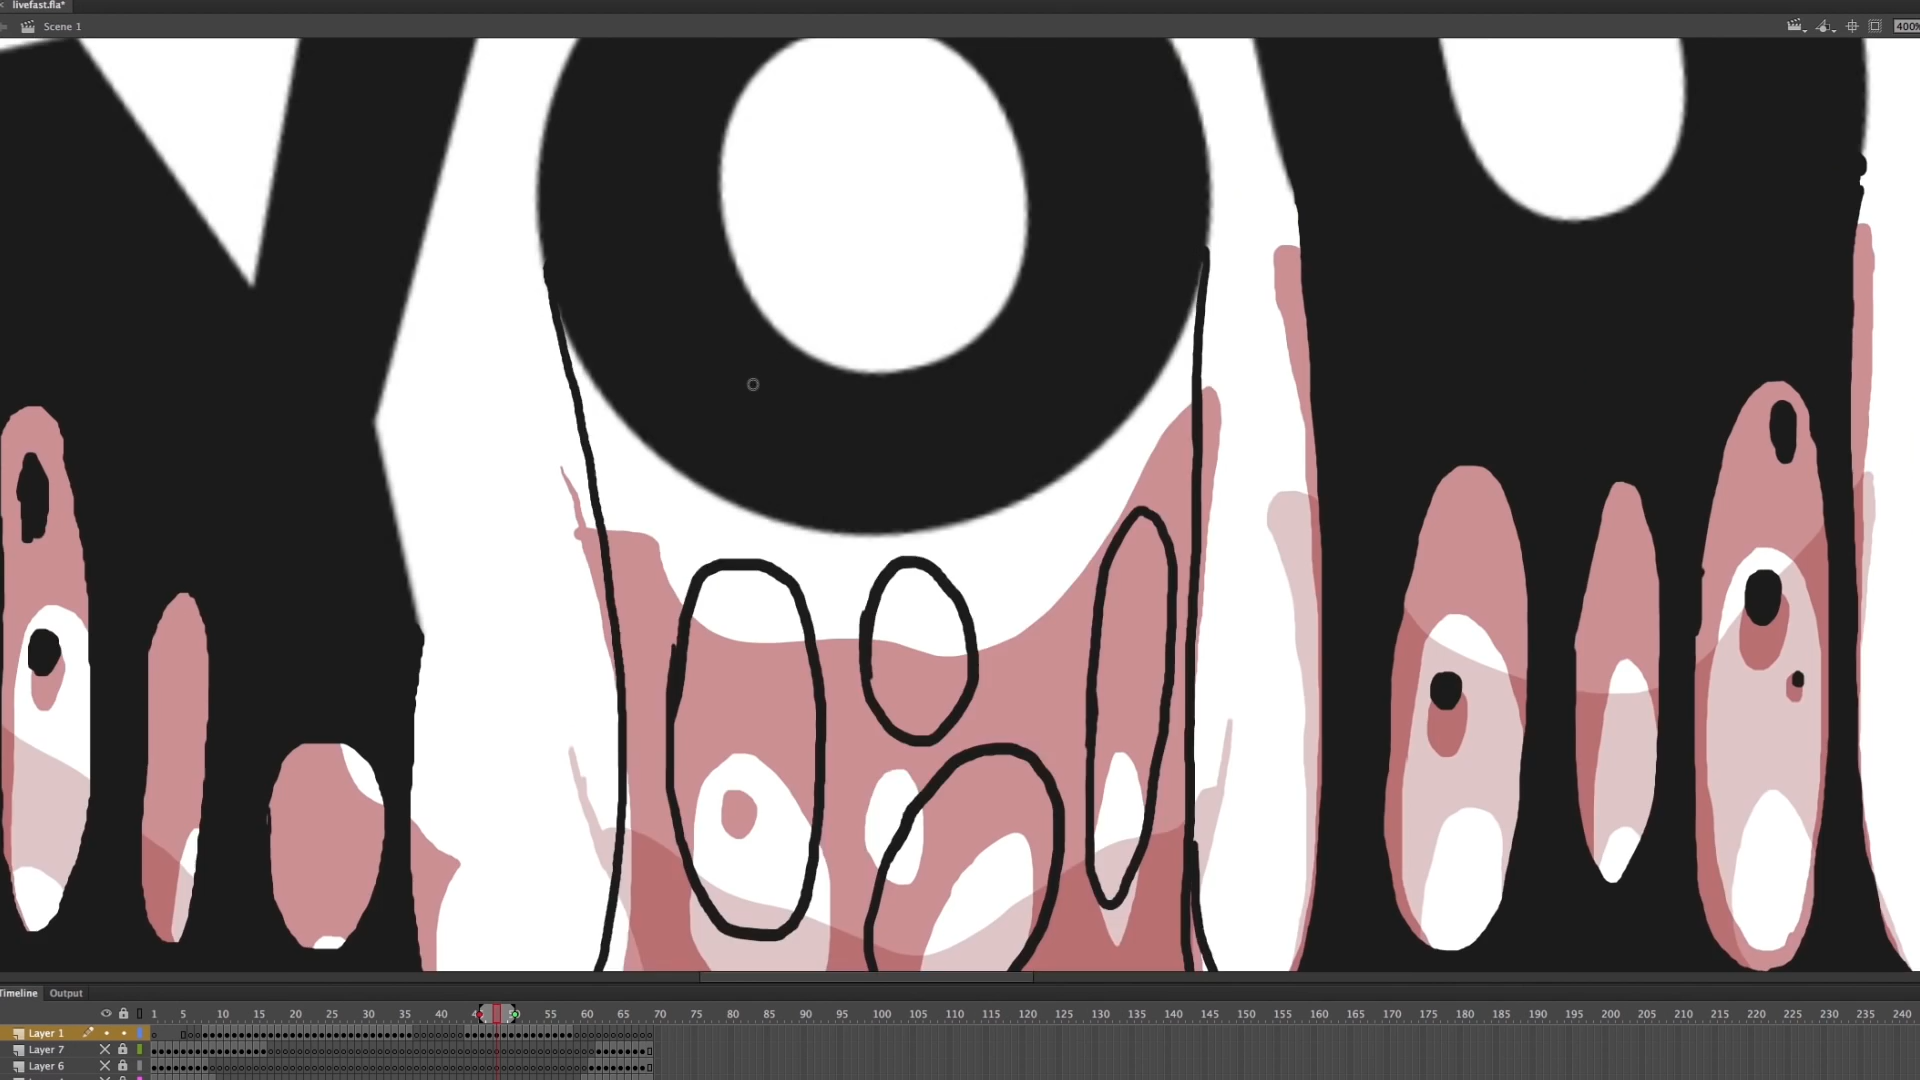 livefast.fla*
Scene 1
400%
YOU
Timeline Output
1 5 10 15 20 25 30 35 40 55 60 65 70 75 80 85 90 95 100 105 110 115 120 125 130 135 140 145 150 155 160 165 170 175 180 185 190 195 200 205 210 215 220 225 230 235 240
Layer 1
Layer 7
Layer 6